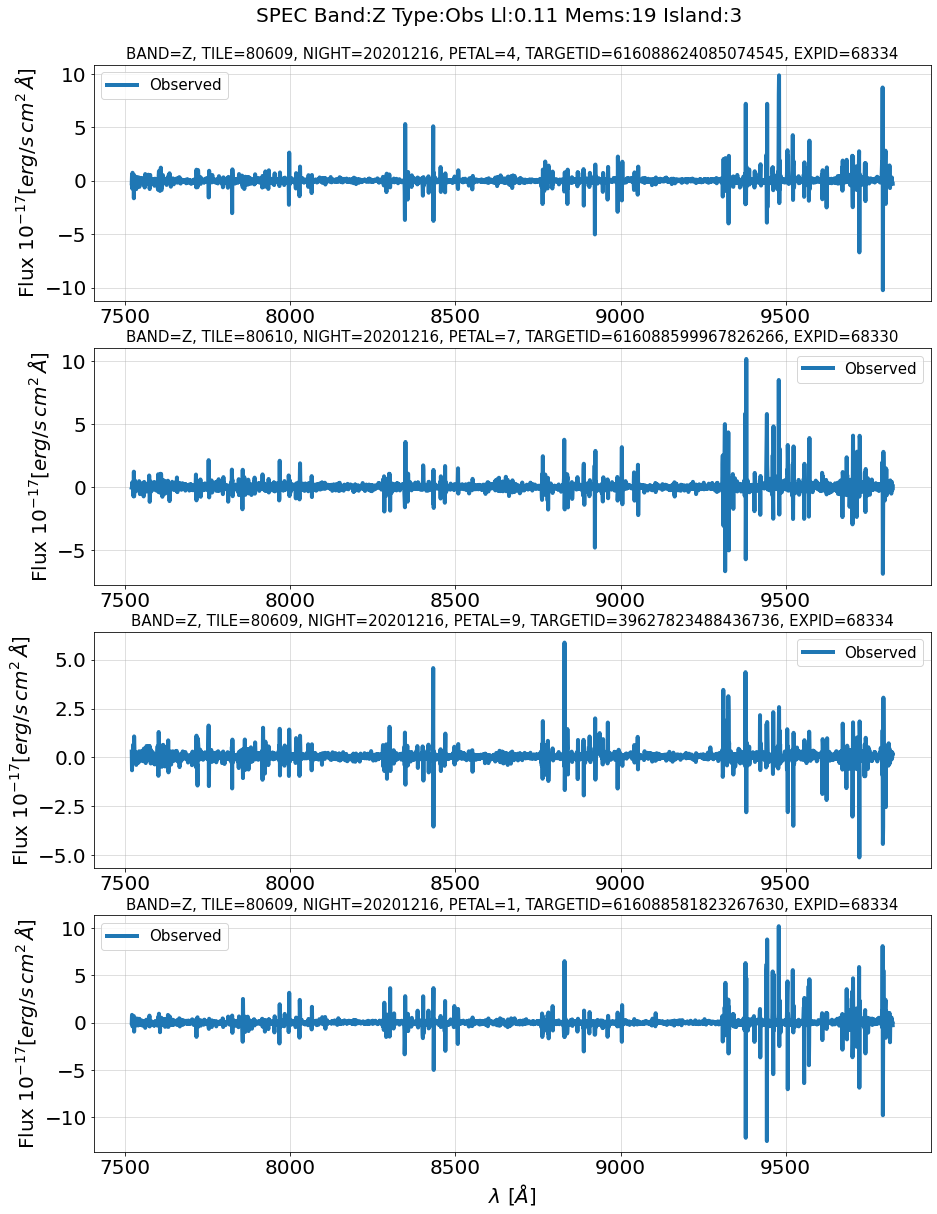 SPEC Band:Z Type:Obs Ll:0.11 Mems:19 Island:3
BAND=Z, TILE=80609, NIGHT=20201216, PETAL=4, TARGETID=616088624085074545, EXPID=68334
Flux 10^{-17}[erg/s cm^2 Å]
10
5
0
−5
−10
Observed
7500 8000 8500 9000 9500
BAND=Z, TILE=80610, NIGHT=20201216, PETAL=7, TARGETID=616088599967826266, EXPID=68330
Flux 10^{-17}[erg/s cm^2 Å]
10
5
0
−5
Observed
7500 8000 8500 9000 9500
BAND=Z, TILE=80609, NIGHT=20201216, PETAL=9, TARGETID=39627823488436736, EXPID=68334
Flux 10^{-17}[erg/s cm^2 Å]
5.0
2.5
0.0
−2.5
−5.0
Observed
7500 8000 8500 9000 9500
BAND=Z, TILE=80609, NIGHT=20201216, PETAL=1, TARGETID=616088581823267630, EXPID=68334
Flux 10^{-17}[erg/s cm^2 Å]
10
5
0
−5
−10
Observed
7500 8000 8500 9000 9500
λ [Å]